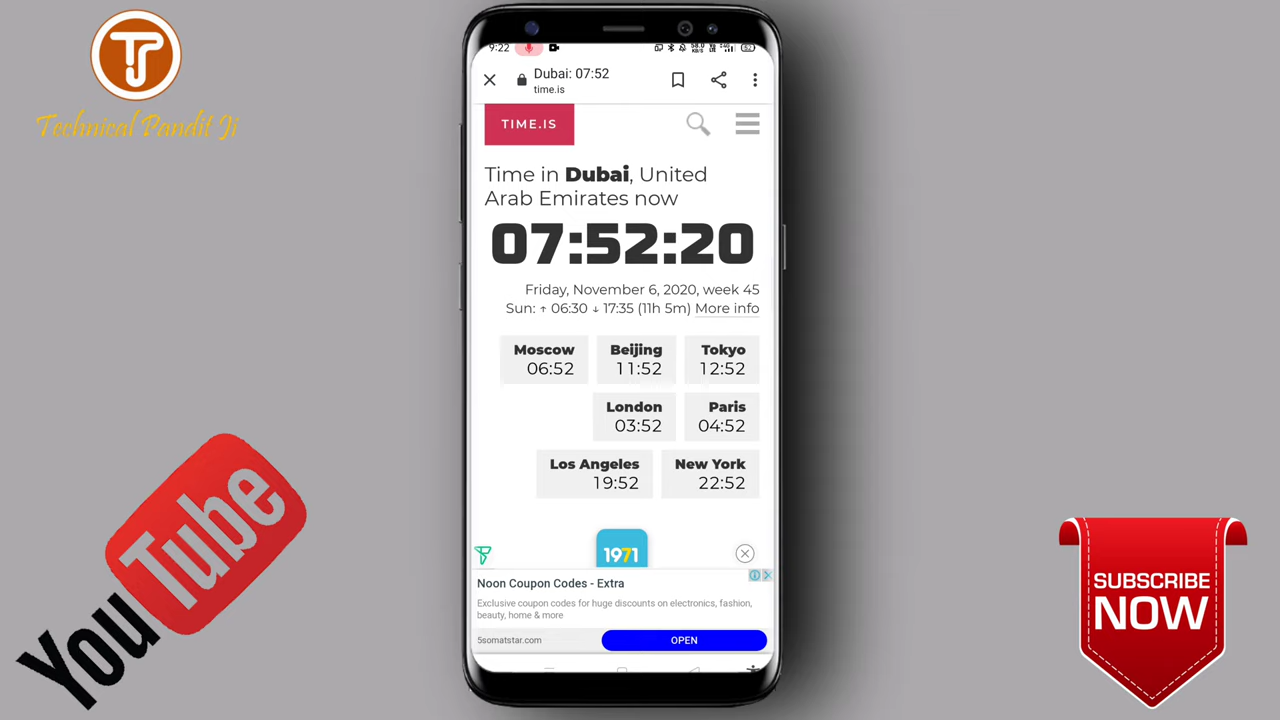 TJ
Technical Pandit Ji
9:22
58.0
KB/S
Dubai: 07:52
time.is
TIME.IS
Time in Dubai, United
Arab Emirates now
07:52:20
Friday, November 6, 2020, week 45
Sun: ↑ 06:30 ↓ 17:35 (11h 5m) More info
Moscow
06:52
Beijing
11:52
Tokyo
12:52
London
03:52
Paris
04:52
Los Angeles
19:52
New York
22:52
1971
Noon Coupon Codes - Extra
Exclusive coupon codes for huge discounts on electronics, fashion,
beauty, home & more
5somatstar.com
OPEN
YouTube
SUBSCRIBE
NOW